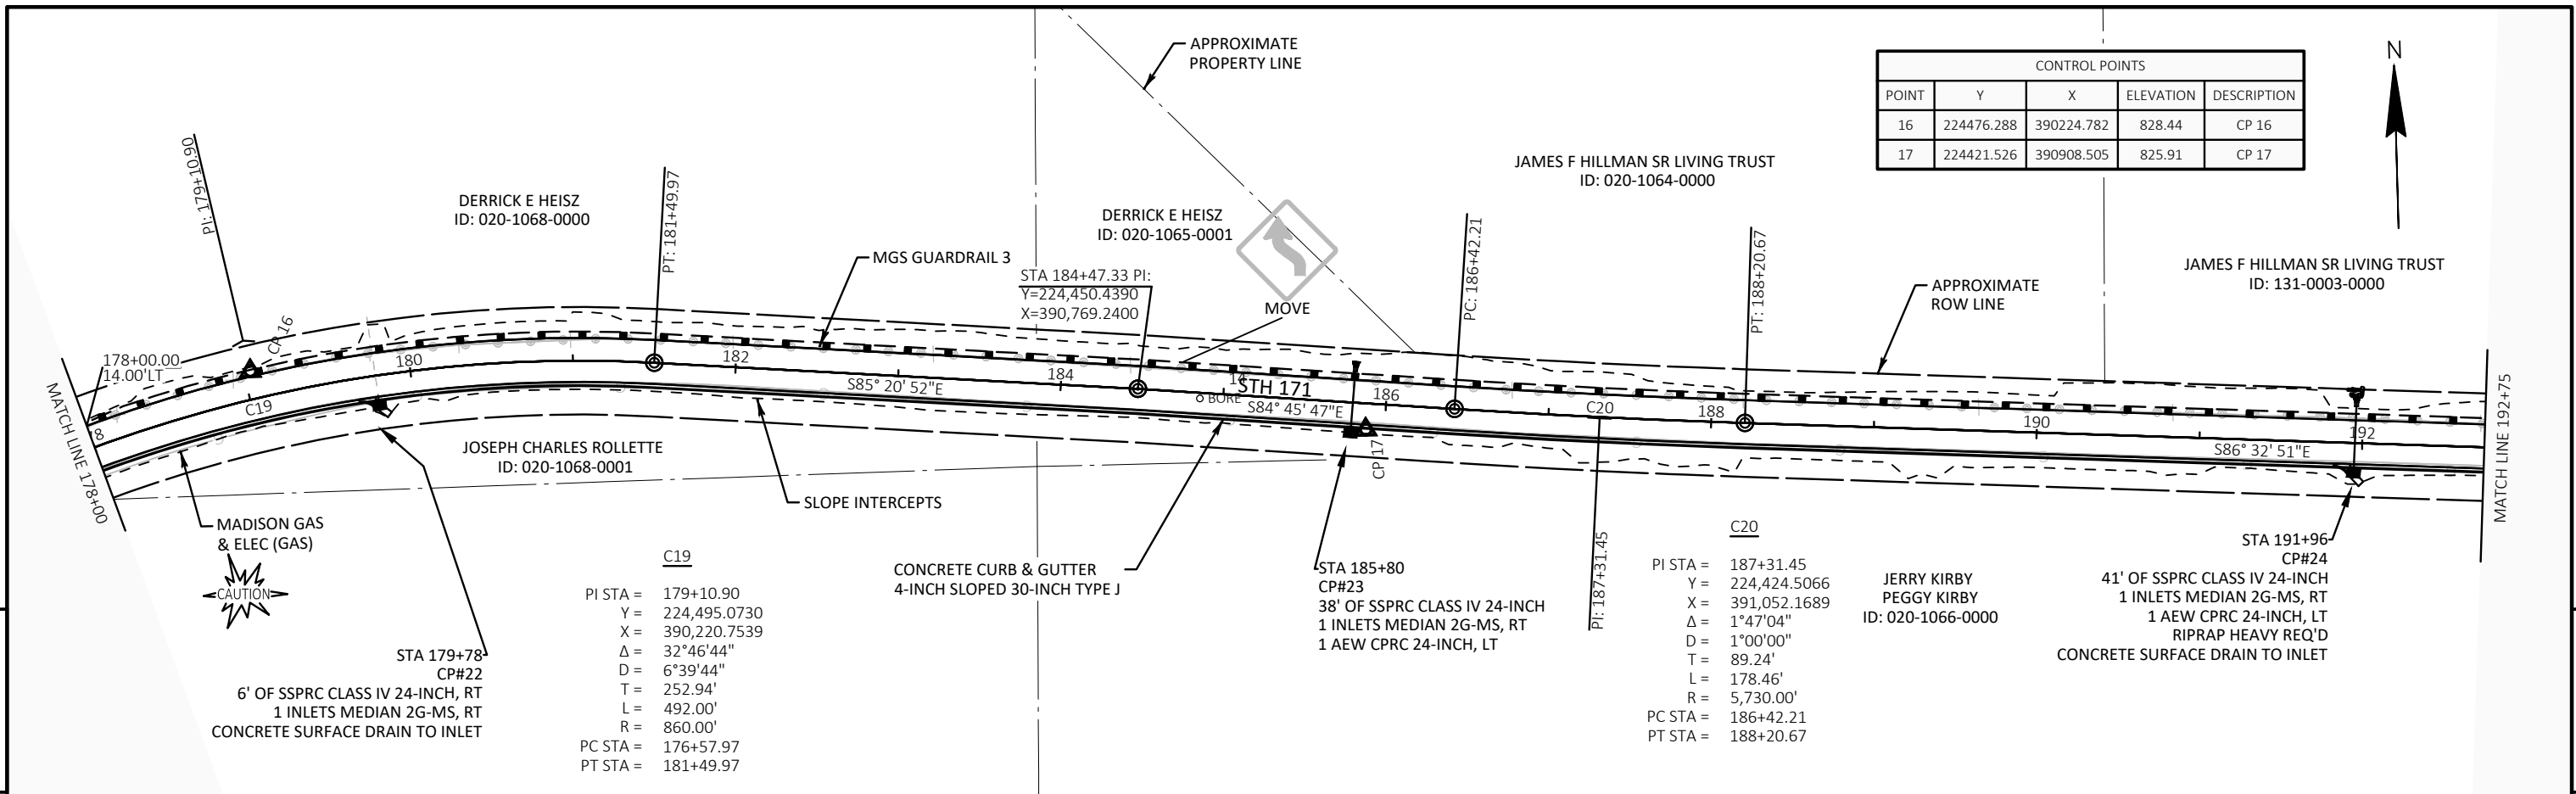 APPROXIMATE
PROPERTY LINE
CONTROL POINTS
POINT Y X ELEVATION DESCRIPTION
16 224476.288 390224.782 828.44 CP 16
17 224421.526 390908.505 825.91 CP 17
N
PI: 179+10.90
DERRICK E HEISZ
ID: 020-1068-0000
PT: 181+49.97
DERRICK E HEISZ
ID: 020-1065-0001
JAMES F HILLMAN SR LIVING TRUST
ID: 020-1064-0000
PC: 186+42.21
PT: 188+20.67
JAMES F HILLMAN SR LIVING TRUST
ID: 131-0003-0000
MGS GUARDRAIL 3
STA 184+47.33 PI:
Y=224,450.4390
X=390,769.2400
MOVE
APPROXIMATE
ROW LINE
CP 16
178+00.00
14.00'LT
MATCH LINE 178+00
8
C19
180
182
S85° 20' 52"E
184
BORE
14
STH 171
S84° 45' 47"E
186
C20
188
190
192
S86° 32' 51"E
MATCH LINE 192+75
CP 17
JOSEPH CHARLES ROLLETTE
ID: 020-1068-0001
SLOPE INTERCEPTS
MADISON GAS
& ELEC (GAS)
CAUTION
STA 179+78
CP#22
6' OF SSPRC CLASS IV 24-INCH, RT
1 INLETS MEDIAN 2G-MS, RT
CONCRETE SURFACE DRAIN TO INLET
C19
PI STA = 179+10.90
Y = 224,495.0730
X = 390,220.7539
Δ = 32°46'44"
D = 6°39'44"
T = 252.94'
L = 492.00'
R = 860.00'
PC STA = 176+57.97
PT STA = 181+49.97
CONCRETE CURB & GUTTER
4-INCH SLOPED 30-INCH TYPE J
STA 185+80
CP#23
38' OF SSPRC CLASS IV 24-INCH
1 INLETS MEDIAN 2G-MS, RT
1 AEW CPRC 24-INCH, LT
PI: 187+31.45
C20
PI STA = 187+31.45
Y = 224,424.5066
X = 391,052.1689
Δ = 1°47'04"
D = 1°00'00"
T = 89.24'
L = 178.46'
R = 5,730.00'
PC STA = 186+42.21
PT STA = 188+20.67
JERRY KIRBY
PEGGY KIRBY
ID: 020-1066-0000
STA 191+96
CP#24
41' OF SSPRC CLASS IV 24-INCH
1 INLETS MEDIAN 2G-MS, RT
1 AEW CPRC 24-INCH, LT
RIPRAP HEAVY REQ'D
CONCRETE SURFACE DRAIN TO INLET